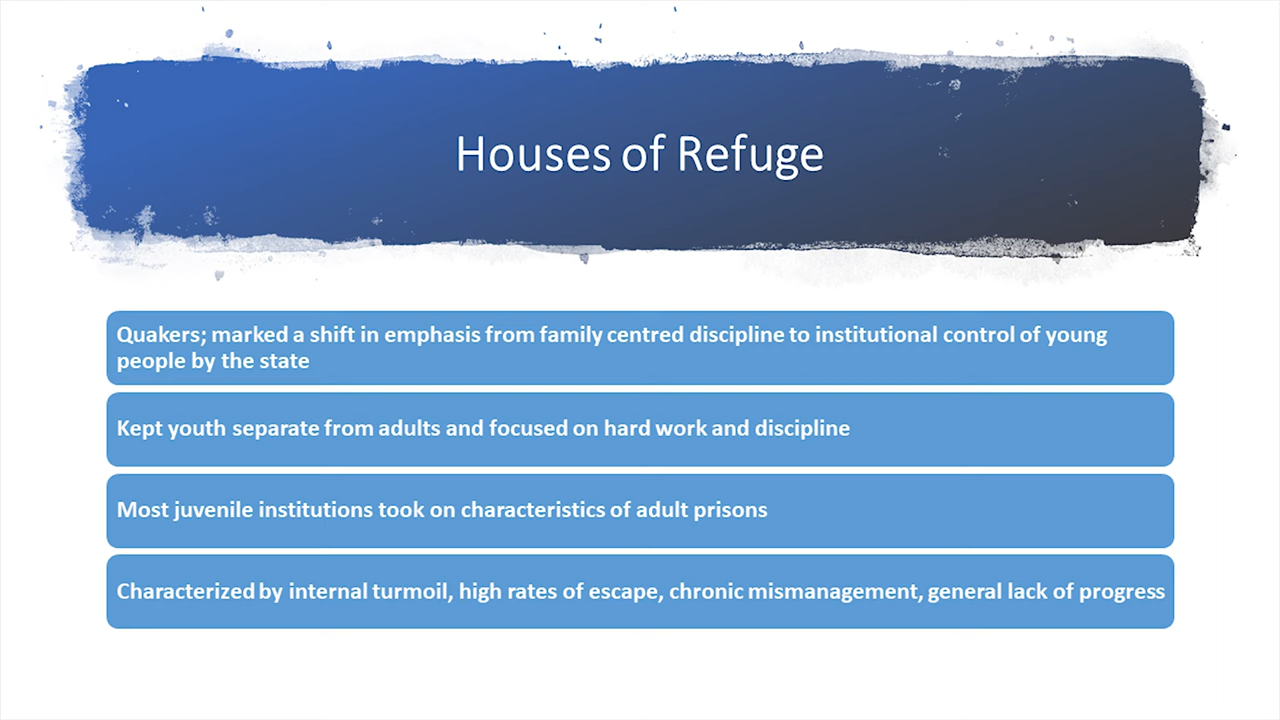 Houses of Refuge
Quakers; marked a shift in emphasis from family centred discipline to institutional control of young
people by the state
Kept youth separate from adults and focused on hard work and discipline
Most juvenile institutions took on characteristics of adult prisons
Characterized by internal turmoil, high rates of escape, chronic mismanagement, general lack of progress